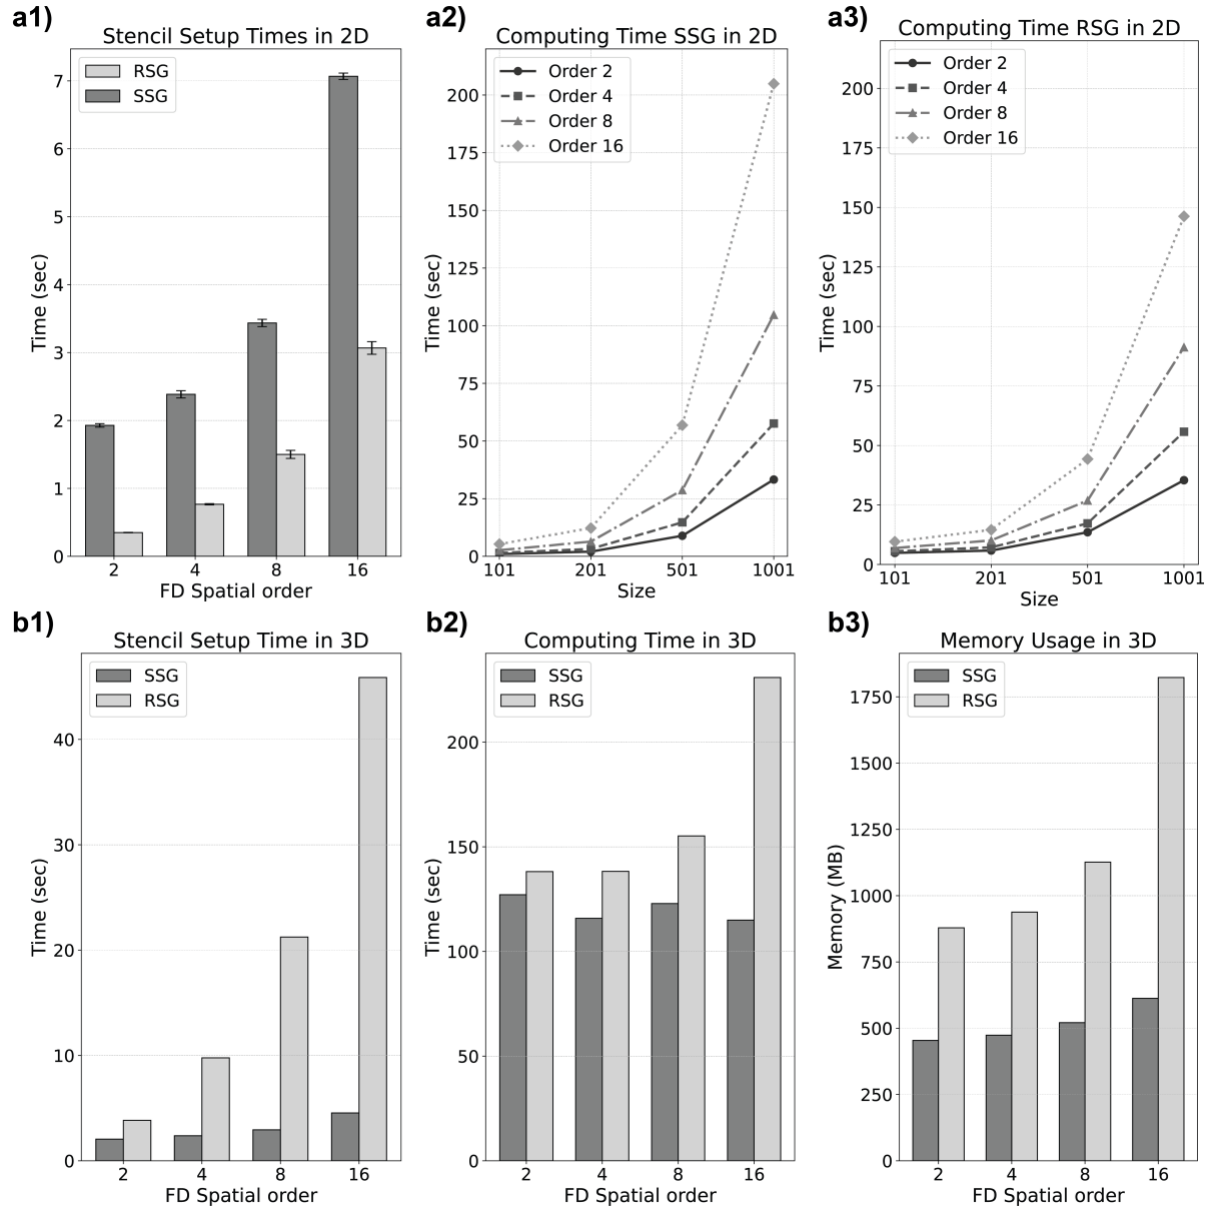 a1)
Stencil Setup Times in 2D
RSG
SSG
7
6
5
4
3
2
1
0
Time (sec)
2 4 8 16
FD Spatial order
a2)
Computing Time SSG in 2D
Order 2
Order 4
Order 8
Order 16
200
175
150
125
100
75
50
25
0
Time (sec)
101 201 501 1001
Size
a3)
Computing Time RSG in 2D
Order 2
Order 4
Order 8
Order 16
200
175
150
125
100
75
50
25
0
Time (sec)
101 201 501 1001
Size
b1)
Stencil Setup Time in 3D
SSG
RSG
40
30
20
10
0
Time (sec)
2 4 8 16
FD Spatial order
b2)
Computing Time in 3D
SSG
RSG
200
150
100
50
0
Time (sec)
2 4 8 16
FD Spatial order
b3)
Memory Usage in 3D
SSG
RSG
1750
1500
1250
1000
750
500
250
0
Memory (MB)
2 4 8 16
FD Spatial order